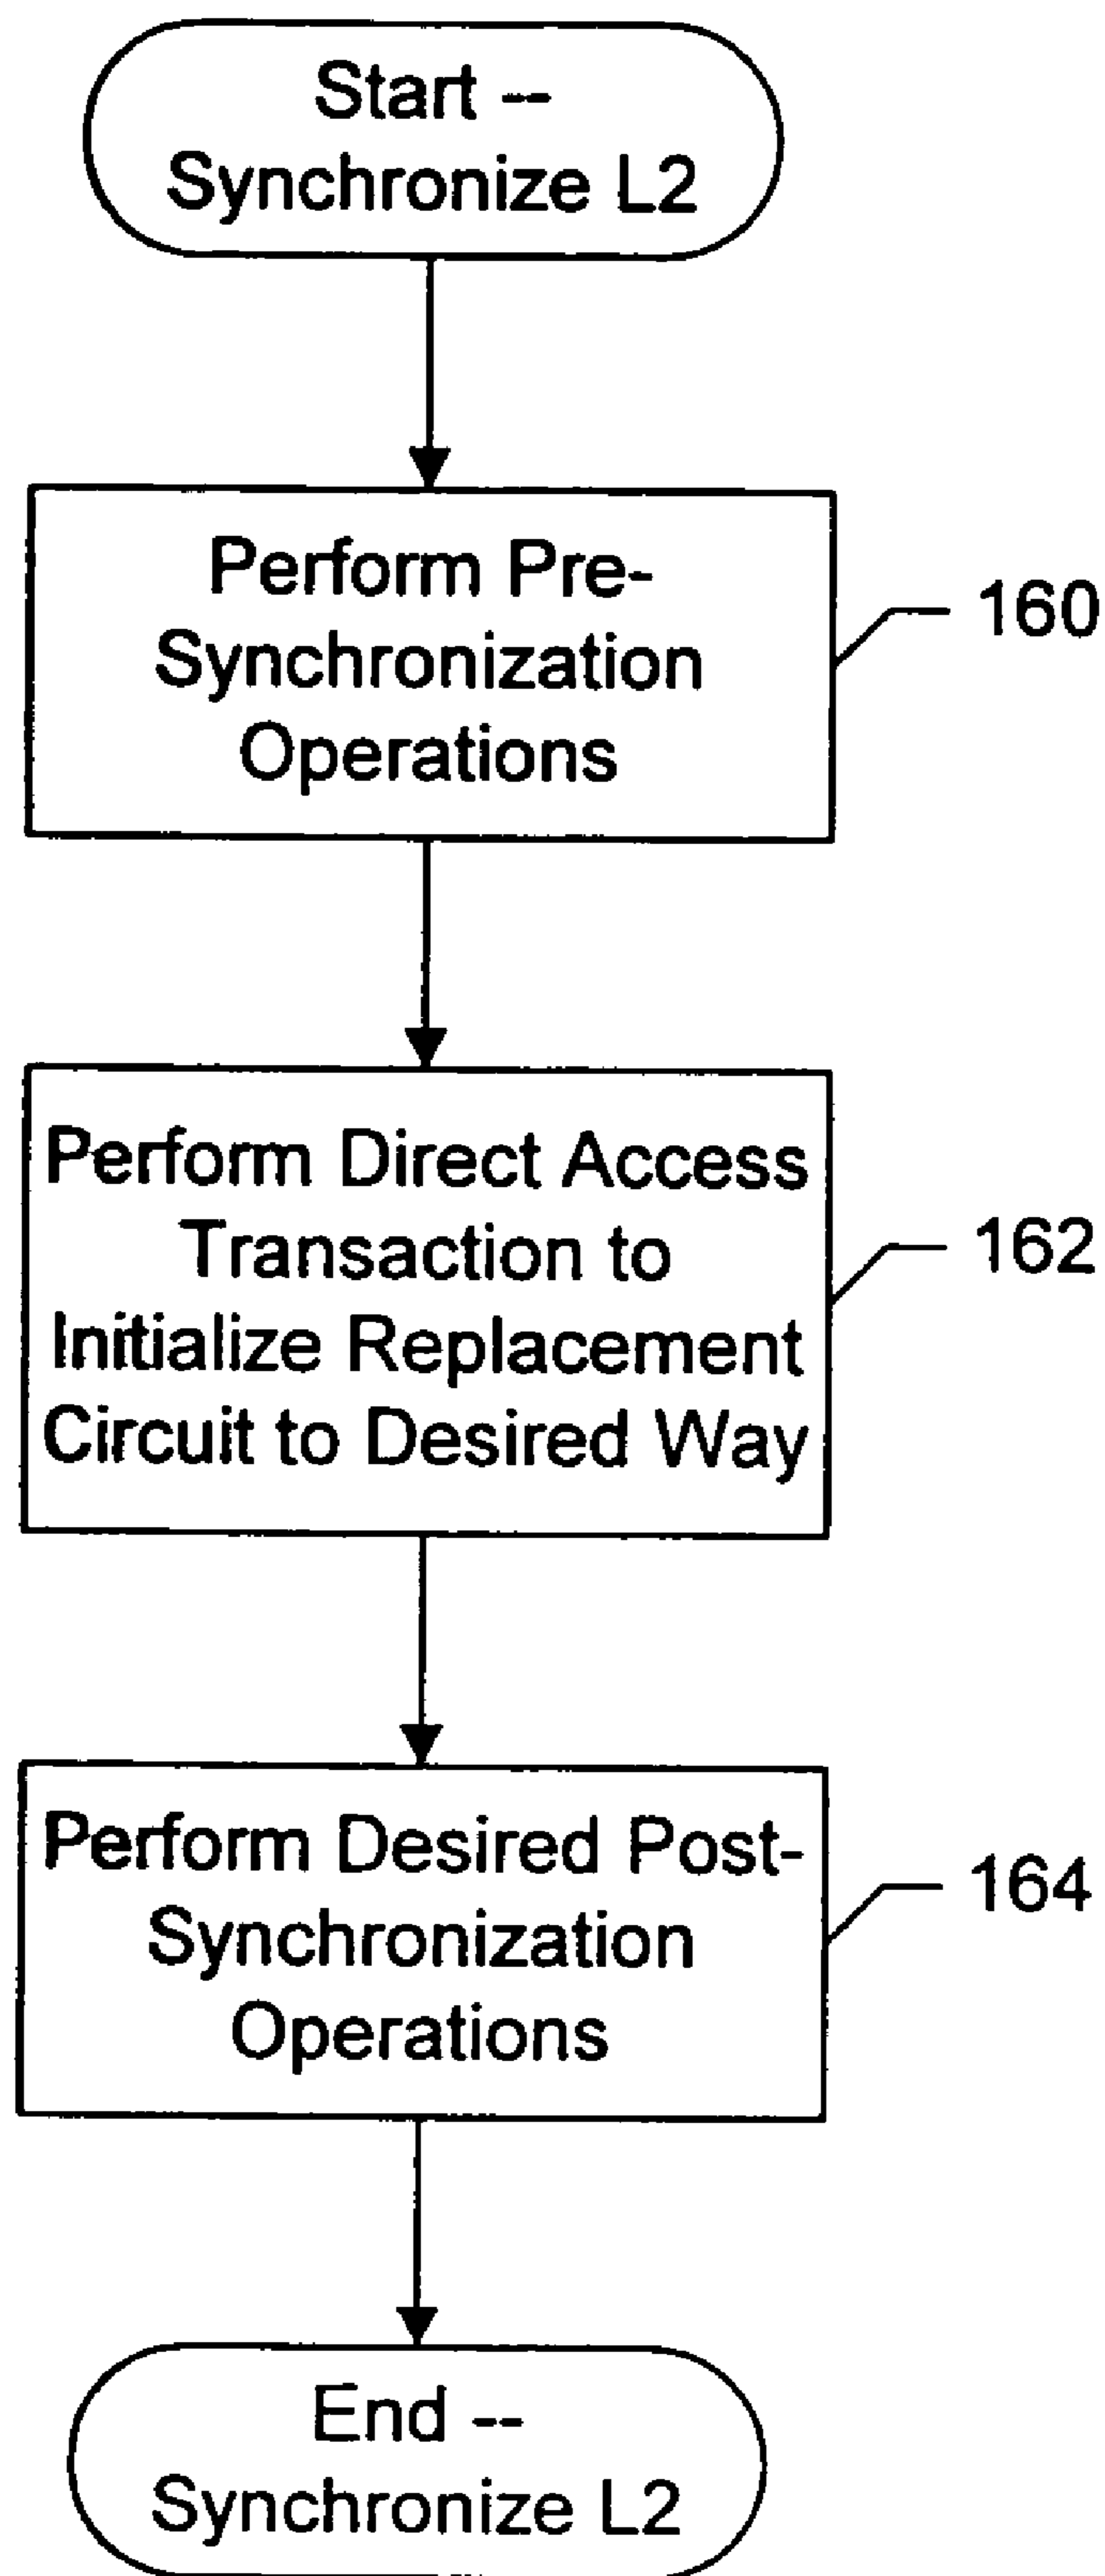 Start --
Synchronize L2
Perform Pre-
Synchronization
Operations
160
Perform Direct Access
Transaction to
Initialize Replacement
Circuit to Desired Way
162
Perform Desired Post-
Synchronization
Operations
164
End --
Synchronize L2